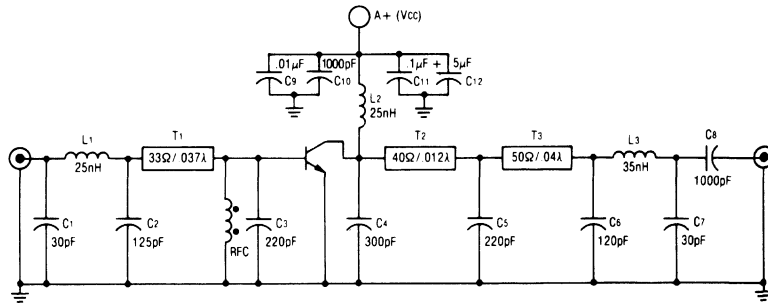 A+ (VCC)
.01µF 1000pF .1µF + 5µF
C9 C10 C11 C12
L2
25nH
L1 T1 T2 T3 L3 C8
25nH 33Ω/.037λ 40Ω/.012λ 50Ω/.04λ 35nH
1000pF
C1 C2 C3 C4 C5 C6 C7
30pF 125pF RFC 220pF 300pF 220pF 120pF 30pF